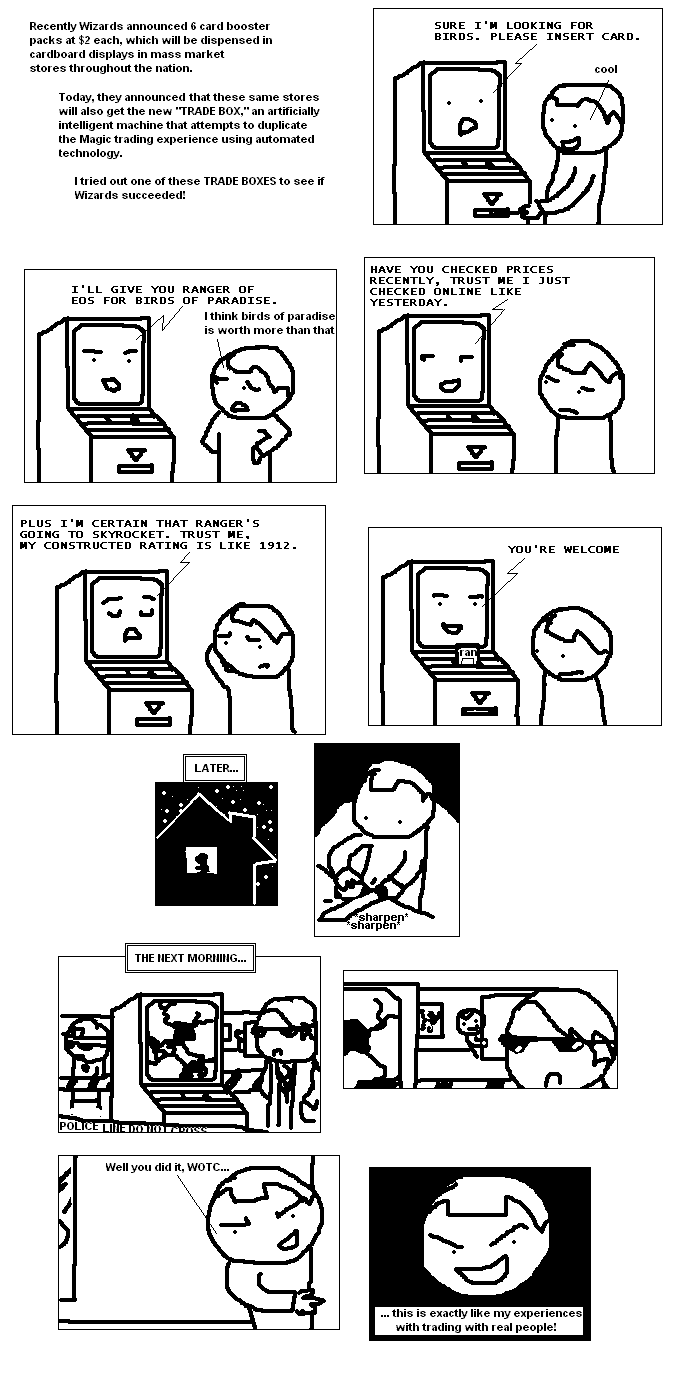 Recently Wizards announced 6 card booster
packs at $2 each, which will be dispensed in
cardboard displays in mass market
stores throughout the nation.
Today, they announced that these same stores
will also get the new "TRADE BOX," an artificially
intelligent machine that attempts to duplicate
the Magic trading experience using automated
technology.
I tried out one of these TRADE BOXES to see if
Wizards succeeded!
SURE I'M LOOKING FOR
BIRDS. PLEASE INSERT CARD.
cool
I'LL GIVE YOU RANGER OF
EOS FOR BIRDS OF PARADISE.
I think birds of paradise
is worth more than that
HAVE YOU CHECKED PRICES
RECENTLY, TRUST ME I JUST
CHECKED ONLINE LIKE
YESTERDAY.
PLUS I'M CERTAIN THAT RANGER'S
GOING TO SKYROCKET. TRUST ME,
MY CONSTRUCTED RATING IS LIKE 1912.
YOU'RE WELCOME
ran
LATER...
*sharpen*
*sharpen*
THE NEXT MORNING...
POLICE LINE DO NOT CROSS
Well you did it, WOTC...
... this is exactly like my experiences
with trading with real people!